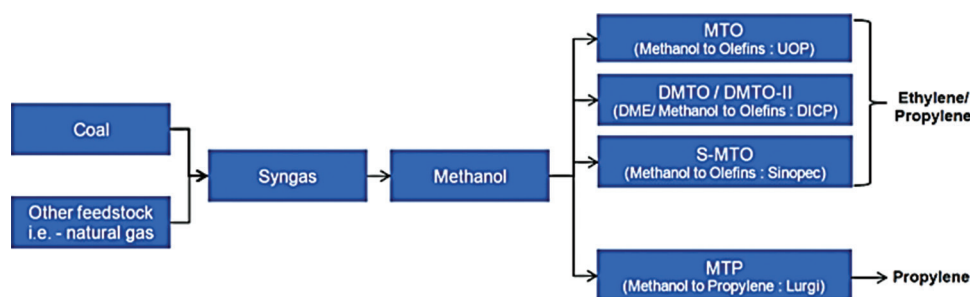 Coal
Other feedstock
i.e. - natural gas
Syngas
Methanol
MTO
(Methanol to Olefins : UOP)
DMTO / DMTO-II
(DME/ Methanol to Olefins : DICP)
S-MTO
(Methanol to Olefins : Sinopec)
Ethylene/
Propylene
MTP
(Methanol to Propylene : Lurgi)
Propylene